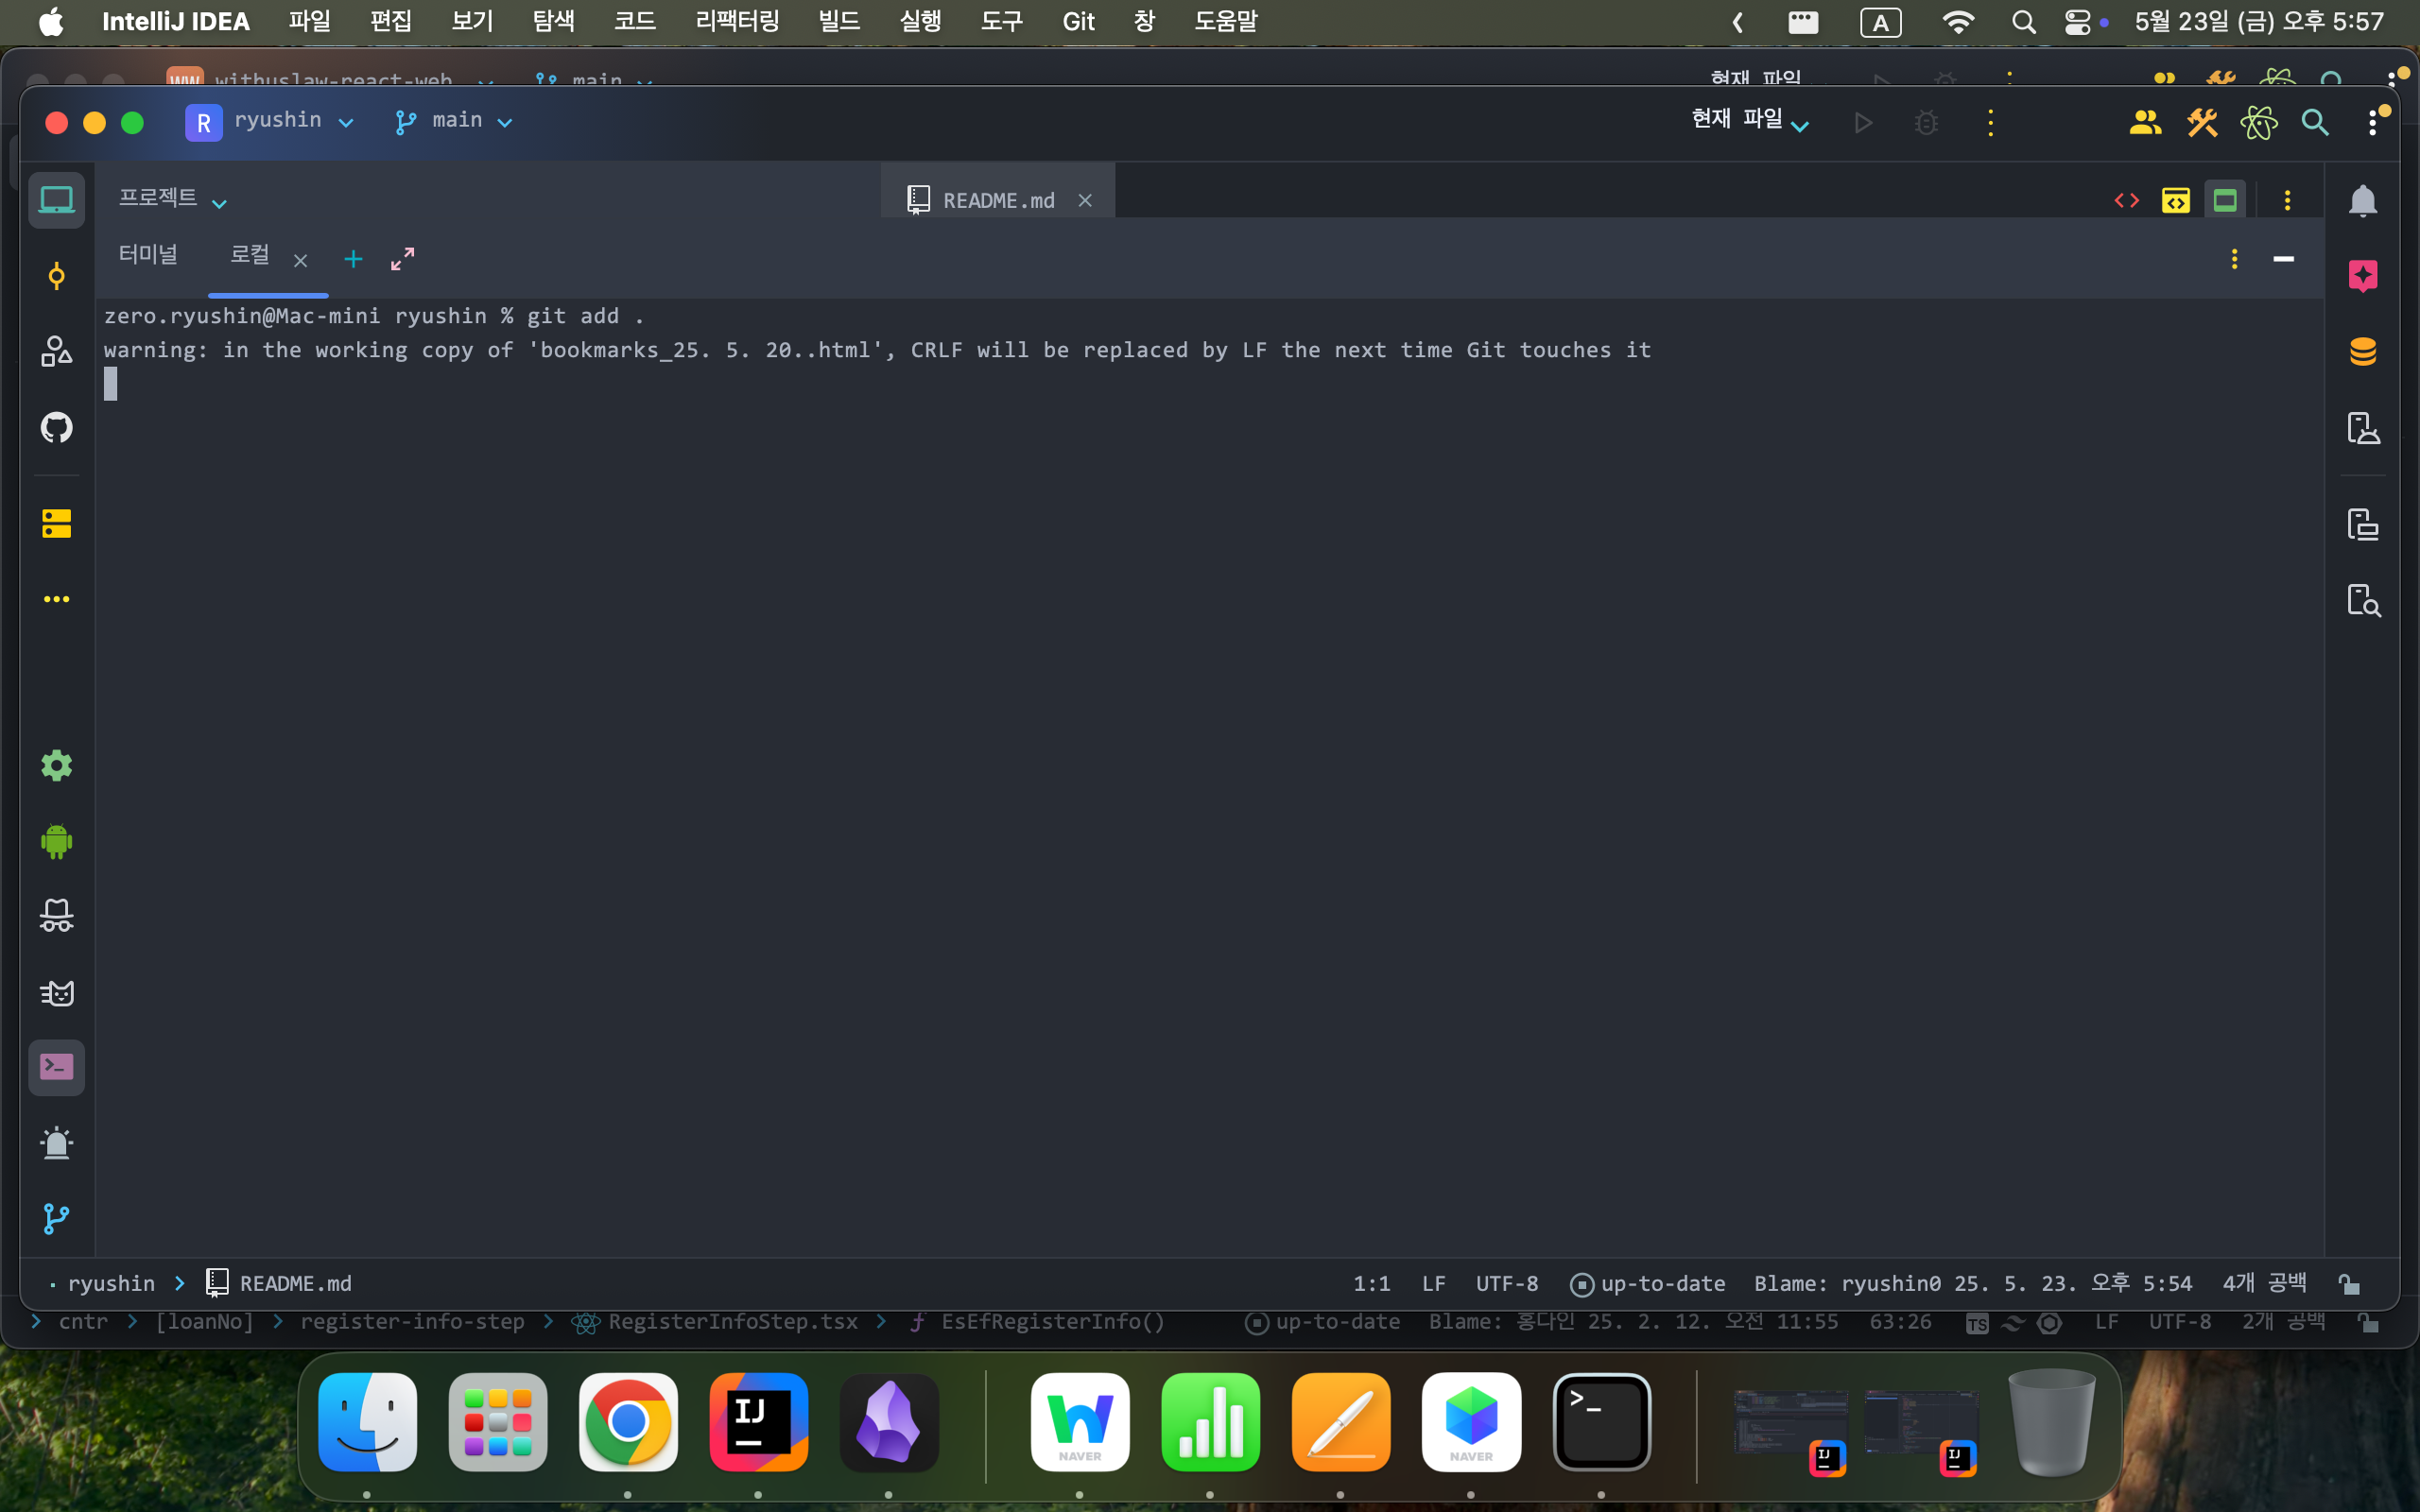 IntelliJ IDEA 파일 편집 보기 탐색 코드 리팩터링 빌드 실행 도구 Git 창 도움말 A 5월 23일 (금) 오후 5:57
WW withuslaw-react-web main 현재 파일
R ryushin main 현재 파일
프로젝트 README.md
터미널 로컬
zero.ryushin@Mac-mini ryushin % git add .
warning: in the working copy of 'bookmarks_25. 5. 20..html', CRLF will be replaced by LF the next time Git touches it
ryushin README.md 1:1 LF UTF-8 up-to-date Blame: ryushin0 25. 5. 23. 오후 5:54 4개 공백
cntr [loanNo] register-info-step RegisterInfoStep.tsx EsEfRegisterInfo() up-to-date Blame: 홍다인 25. 2. 12. 오전 11:55 63:26 TS LF UTF-8 2개 공백
IJ NAVER NAVER >_ IJ IJ